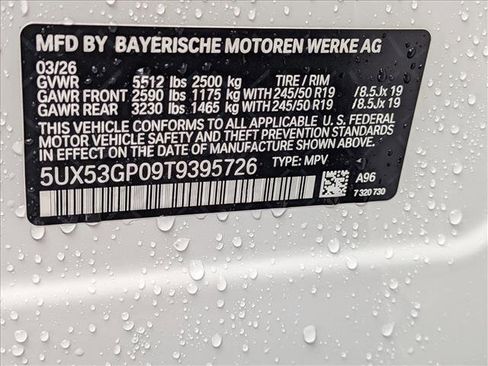 MFD BY BAYERISCHE MOTOREN WERKE AG
03/26
GVWR 5512 lbs 2500 kg TIRE / RIM
GAWR FRONT 2590 lbs 1175 kg WITH 245/50 R19 /8.5Jx 19
GAWR REAR 3230 lbs 1465 kg WITH 245/50 R19 /8.5Jx 19
THIS VEHICLE CONFORMS TO ALL APPLICABLE U.S. FEDERAL
MOTOR VEHICLE SAFETY AND THEFT PREVENTION STANDARDS
IN EFFECT ON THE DATE OF MANUFACTURE SHOWN ABOVE.
5UX53GP09T9395726 TYPE: MPV
A96
7 320 730